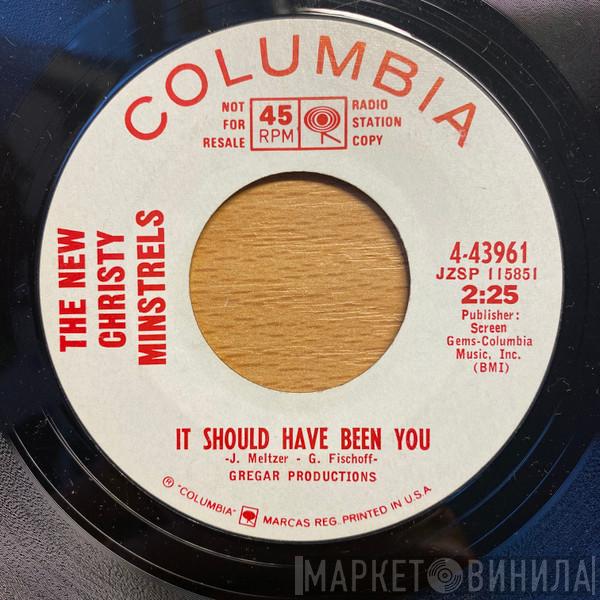 COLUMBIA
NOT
FOR
RESALE
45
RPM
RADIO
STATION
COPY
THE NEW
CHRISTY
MINSTRELS
4-43961
JZSP 115851
2:25
Publisher:
Screen
Gems-Columbia
Music, Inc.
(BMI)
IT SHOULD HAVE BEEN YOU
-J. Meltzer - G. Fischoff-
GREGAR PRODUCTIONS
® "COLUMBIA" MARCAS REG. PRINTED IN U.S.A.
МАРКЕТ ВИНИЛА